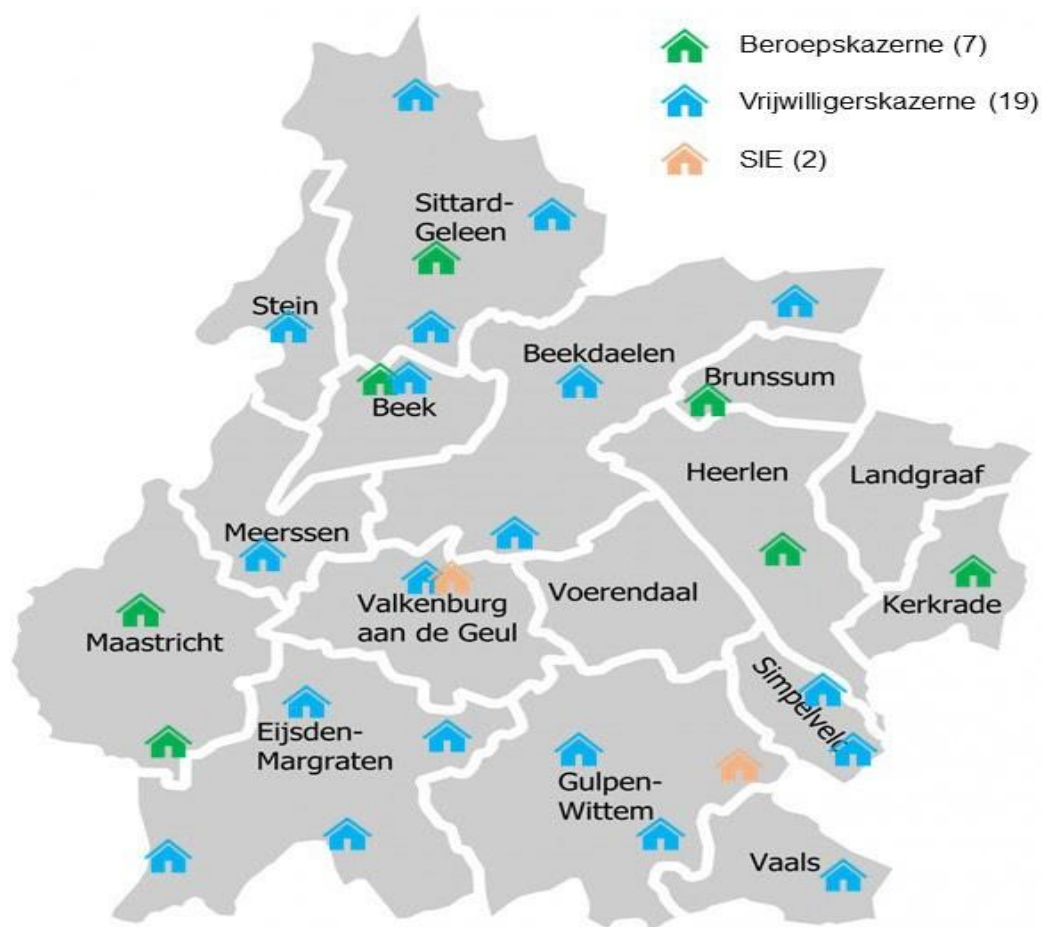 Beroepskazerne (7)
Vrijwilligerskazerne (19)
SIE (2)
Sittard-
Geleen
Stein
Beekdaelen
Brunssum
Beek
Heerlen
Landgraaf
Meerssen
Voerendaal
Valkenburg
aan de Geul
Kerkrade
Maastricht
Simpelveld
Eijsden-
Margraten
Gulpen-
Wittem
Vaals